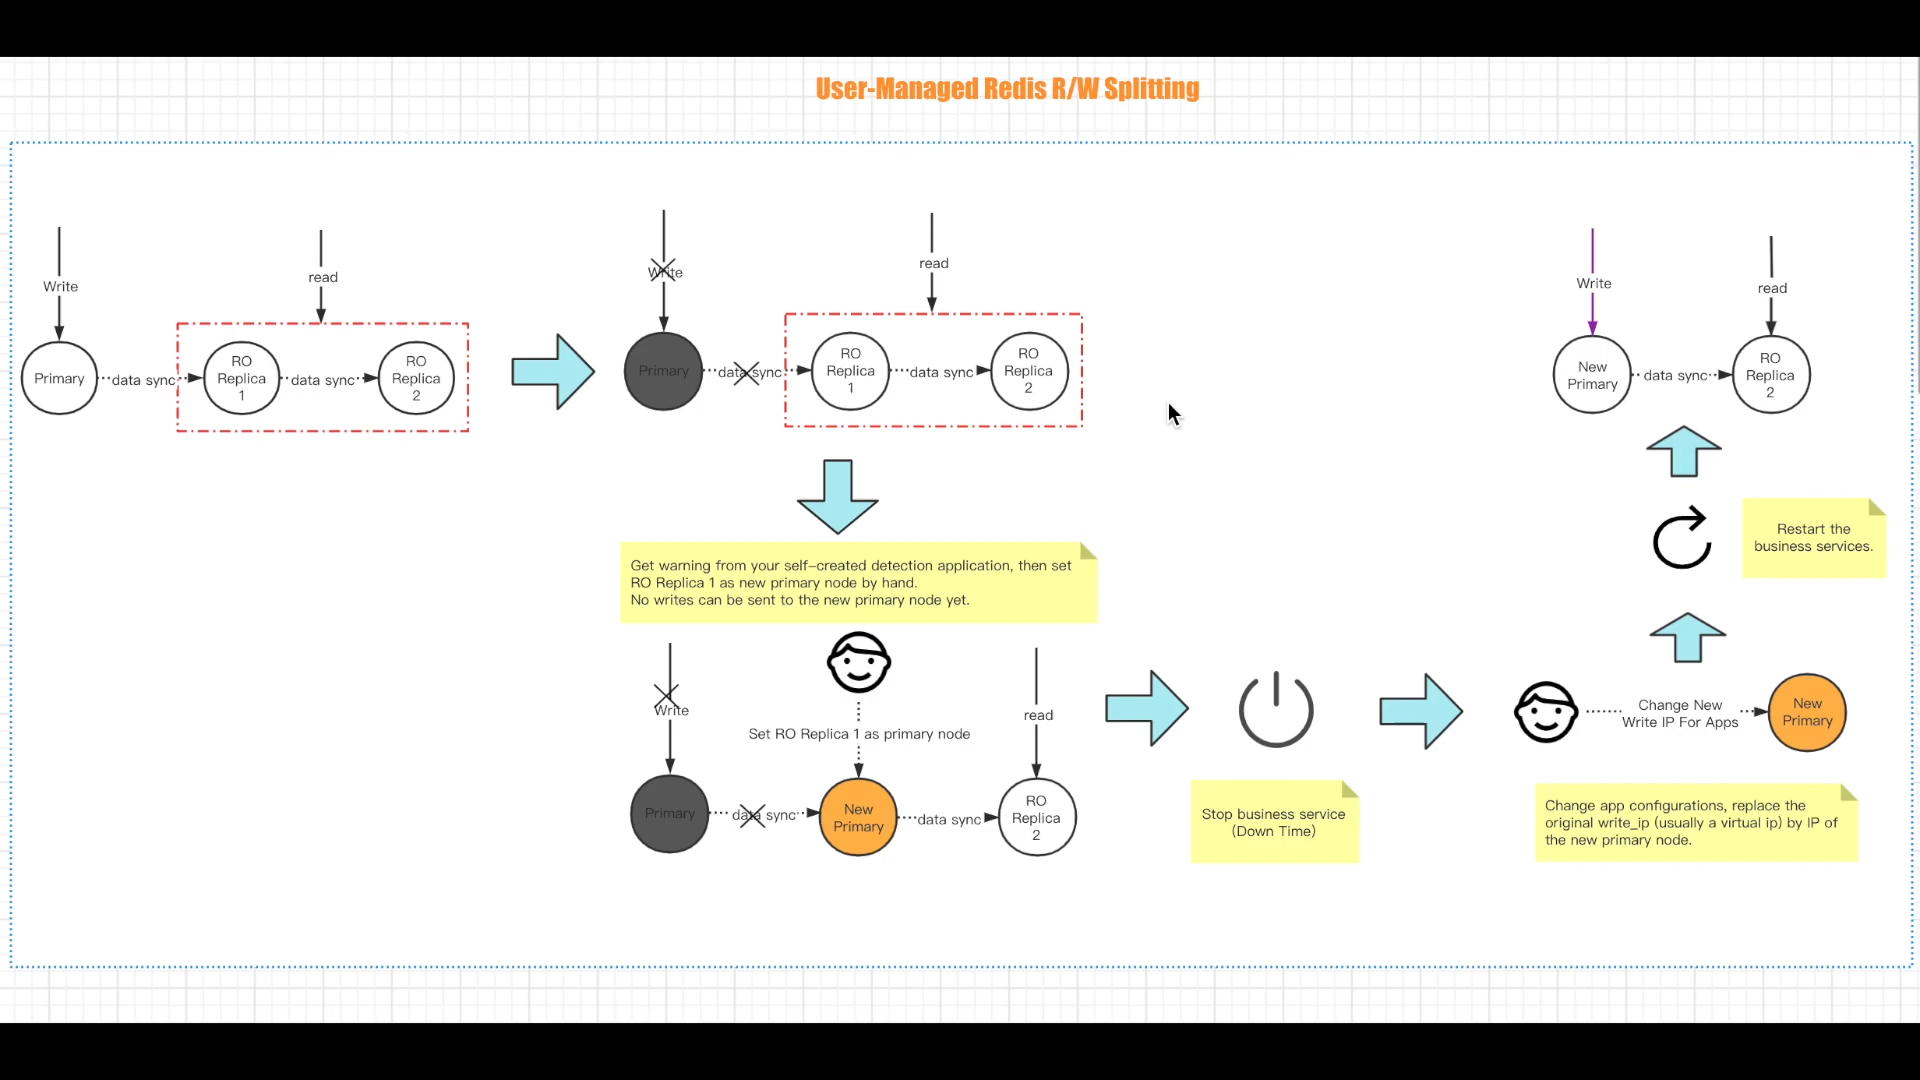 User-Managed Redis R/W Splitting
Write
read
Primary
data sync
RO
Replica
1
data sync
RO
Replica
2
Write
read
Primary
data sync
RO
Replica
1
data sync
RO
Replica
2
Get warning from your self-created detection application, then set
RO Replica 1 as new primary node by hand.
No writes can be sent to the new primary node yet.
Write
Set RO Replica 1 as primary node
read
Primary
data sync
New
Primary
data sync
RO
Replica
2
Stop business service
(Down Time)
Change New
Write IP For Apps
New
Primary
Change app configurations, replace the
original write_ip (usually a virtual ip) by IP of
the new primary node.
Restart the
business services.
Write
read
New
Primary
data sync
RO
Replica
2